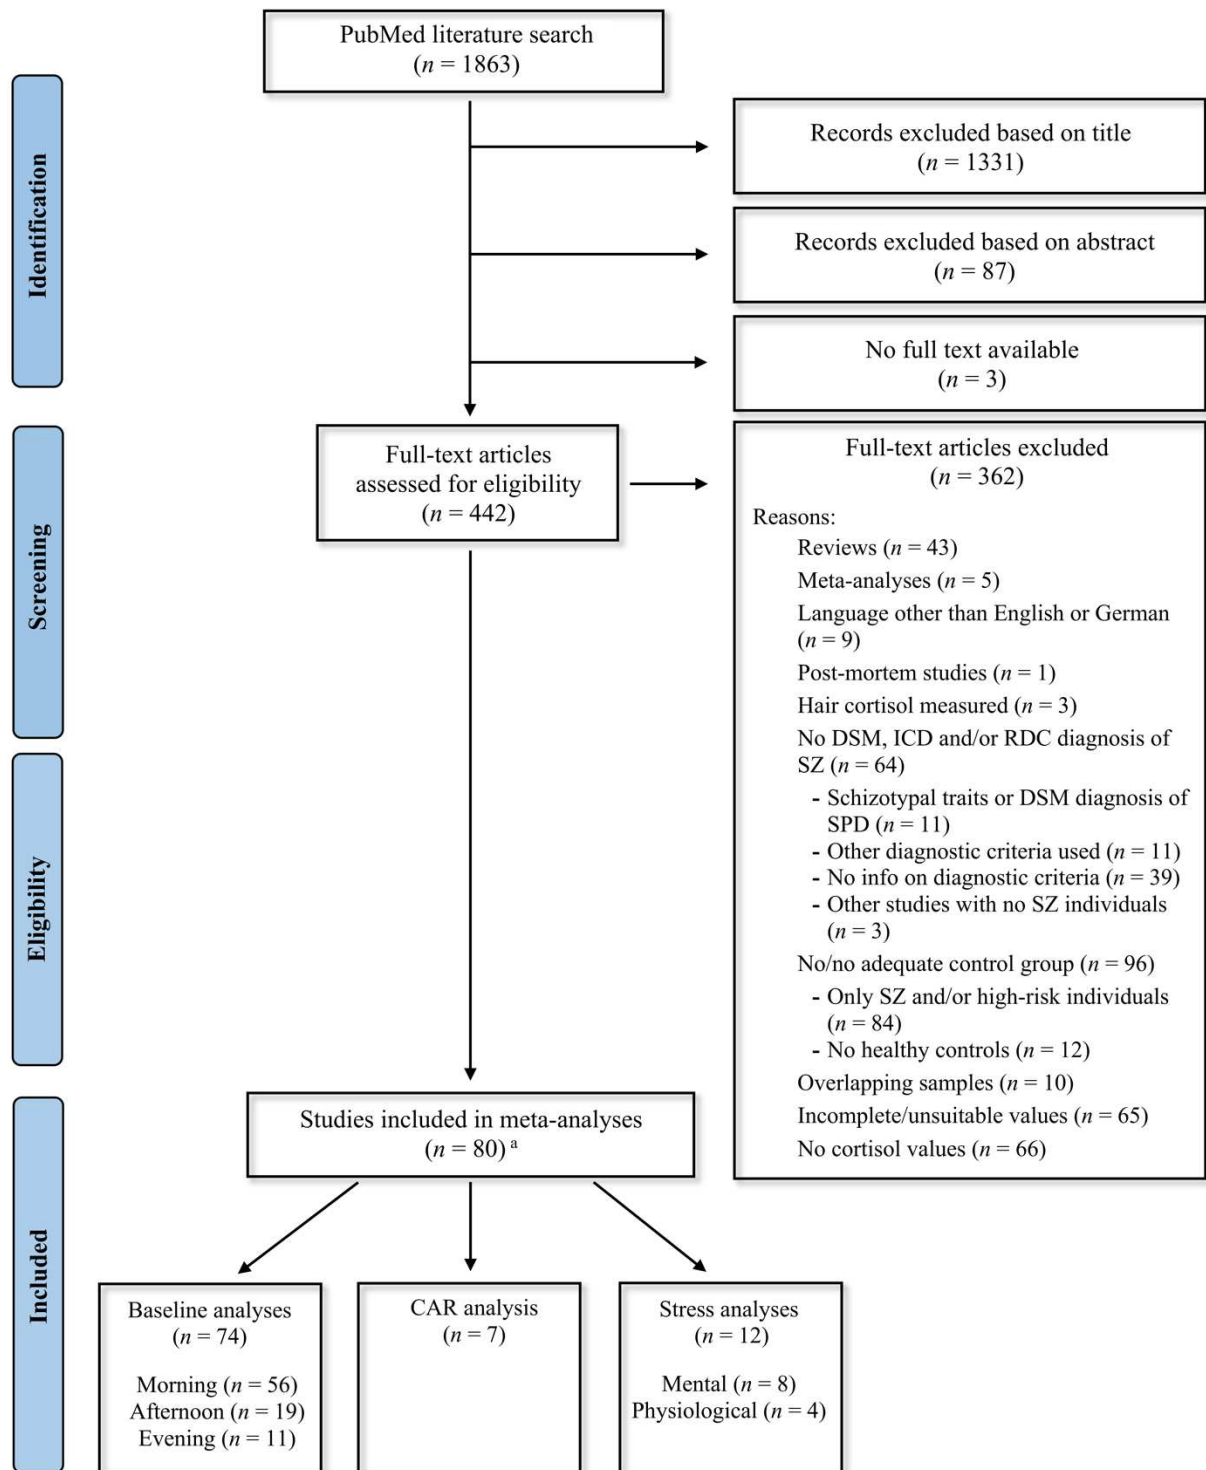 PubMed literature search
(n = 1863)
Identification
Records excluded based on title
(n = 1331)
Records excluded based on abstract
(n = 87)
No full text available
(n = 3)
Screening
Full-text articles
assessed for eligibility
(n = 442)
Full-text articles excluded
(n = 362)
Reasons:
Reviews (n = 43)
Meta-analyses (n = 5)
Language other than English or German
(n = 9)
Post-mortem studies (n = 1)
Hair cortisol measured (n = 3)
No DSM, ICD and/or RDC diagnosis of
SZ (n = 64)
- Schizotypal traits or DSM diagnosis of
SPD (n = 11)
- Other diagnostic criteria used (n = 11)
- No info on diagnostic criteria (n = 39)
- Other studies with no SZ individuals
(n = 3)
No/no adequate control group (n = 96)
- Only SZ and/or high-risk individuals
(n = 84)
- No healthy controls (n = 12)
Overlapping samples (n = 10)
Incomplete/unsuitable values (n = 65)
No cortisol values (n = 66)
Eligibility
Studies included in meta-analyses
(n = 80) a
Included
Baseline analyses
(n = 74)
Morning (n = 56)
Afternoon (n = 19)
Evening (n = 11)
CAR analysis
(n = 7)
Stress analyses
(n = 12)
Mental (n = 8)
Physiological (n = 4)